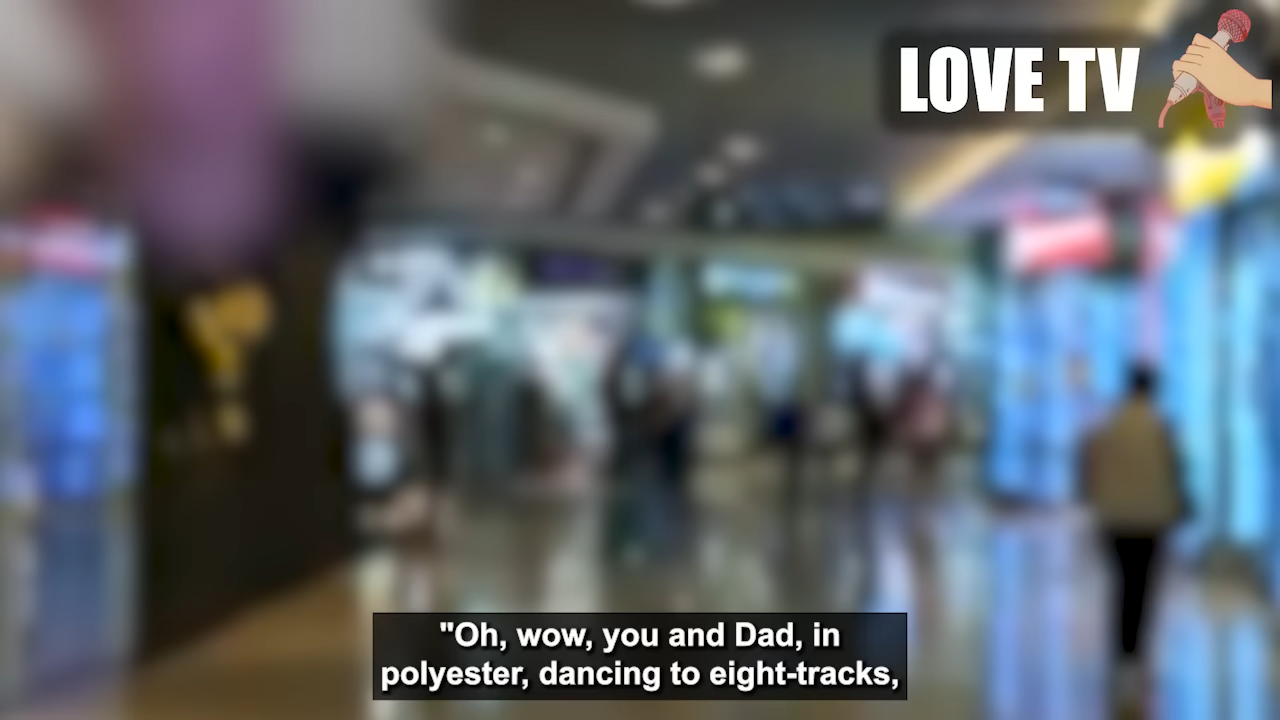 LOVE TV
"Oh, wow, you and Dad, in
polyester, dancing to eight-tracks,